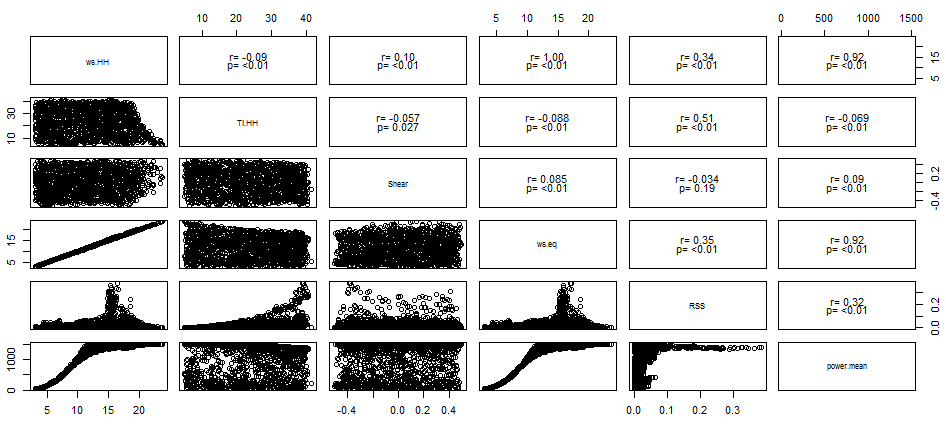 10 20 30 40 5 10 15 20 0 500 1000 1500
ws.HH
r= -0.09
p= <0.01
r= 0.10
p= <0.01
r= 1.00
p= <0.01
r= 0.34
p= <0.01
r= 0.92
p= <0.01
5 15
10 30
TI.HH
r= -0.057
p= 0.027
r= -0.088
p= <0.01
r= 0.51
p= <0.01
r= -0.069
p= <0.01
Shear
r= 0.085
p= <0.01
r= -0.034
p= 0.19
r= 0.09
p= <0.01
-0.4 0.2
5 15
ws.eq
r= 0.35
p= <0.01
r= 0.92
p= <0.01
RSS
r= 0.32
p= <0.01
0.0 0.2
0 1000
power.mean
5 10 15 20 -0.4 0.0 0.2 0.4 0.0 0.1 0.2 0.3